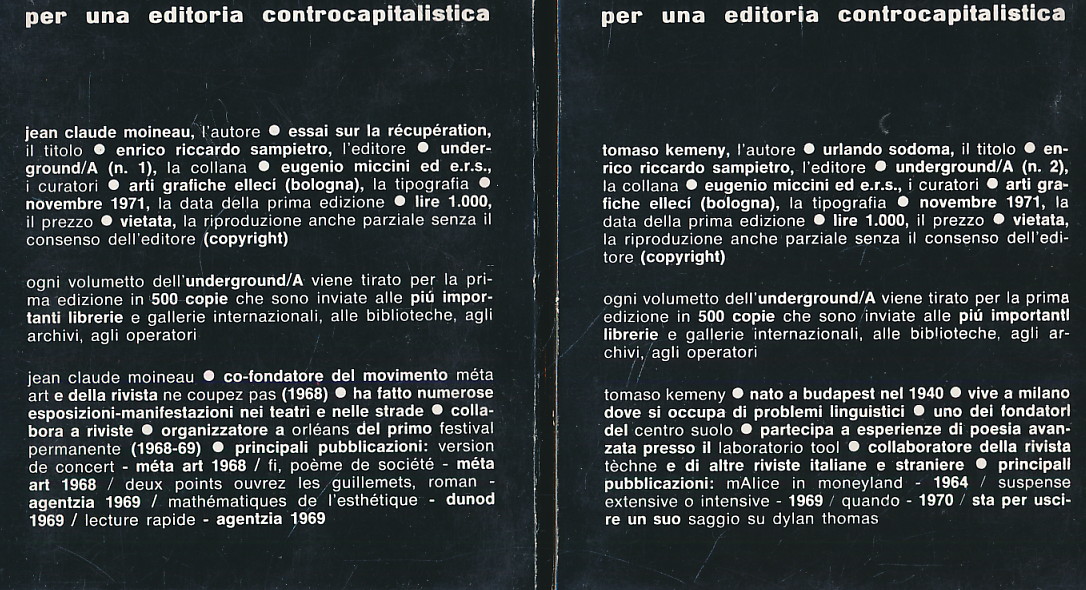 per una editoria controcapitalistica
jean claude moineau, l'autore ● essai sur la récupération,
il titolo ● enrico riccardo sampietro, l'editore ● under-
ground/A (n. 1), la collana ● eugenio miccini ed e.r.s.,
i curatori ● arti grafiche elleci (bologna), la tipografia ●
novembre 1971, la data della prima edizione ● lire 1.000,
il prezzo ● vietata, la riproduzione anche parziale senza il
consenso dell'editore (copyright)
ogni volumetto dell'underground/A viene tirato per la pri-
ma edizione in 500 copie che sono inviate alle piú impor-
tanti librerie e gallerie internazionali, alle biblioteche, agli
archivi, agli operatori
jean claude moineau ● co-fondatore del movimento méta
art e della rivista ne coupez pas (1968) ● ha fatto numerose
esposizioni-manifestazioni nei teatri e nelle strade ● colla-
bora a riviste ● organizzatore a orléans del primo festival
permanente (1968-69) ● principali pubblicazioni: version
de concert - méta art 1968 / fi, poème de société - méta
art 1968 / deux points ouvrez les guillemets, roman -
agentzia 1969 / mathématiques de l'esthétique - dunod
1969 / lecture rapide - agentzia 1969
per una editoria controcapitalistica
tomaso kemeny, l'autore ● urlando sodoma, il titolo ● en-
rico riccardo sampietro, l'editore ● underground/A (n. 2),
la collana ● eugenio miccini ed e.r.s., i curatori ● arti gra-
fiche elleci (bologna), la tipografia ● novembre 1971, la
data della prima edizione ● lire 1.000, il prezzo ● vietata,
la riproduzione anche parziale senza il consenso dell'edi-
tore (copyright)
ogni volumetto dell'underground/A viene tirato per la prima
edizione in 500 copie che sono inviate alle piú importanti
librerie e gallerie internazionali, alle biblioteche, agli ar-
chivi, agli operatori
tomaso kemeny ● nato a budapest nel 1940 ● vive a milano
dove si occupa di problemi linguistici ● uno dei fondatori
del centro suolo ● partecipa a esperienze di poesia avan-
zata presso il laboratorio tool ● collaboratore della rivista
tèchne e di altre riviste italiane e straniere ● principali
pubblicazioni: mAlice in moneyland - 1964 / suspense
extensive o intensive - 1969 / quando - 1970 / sta per usci-
re un suo saggio su dylan thomas